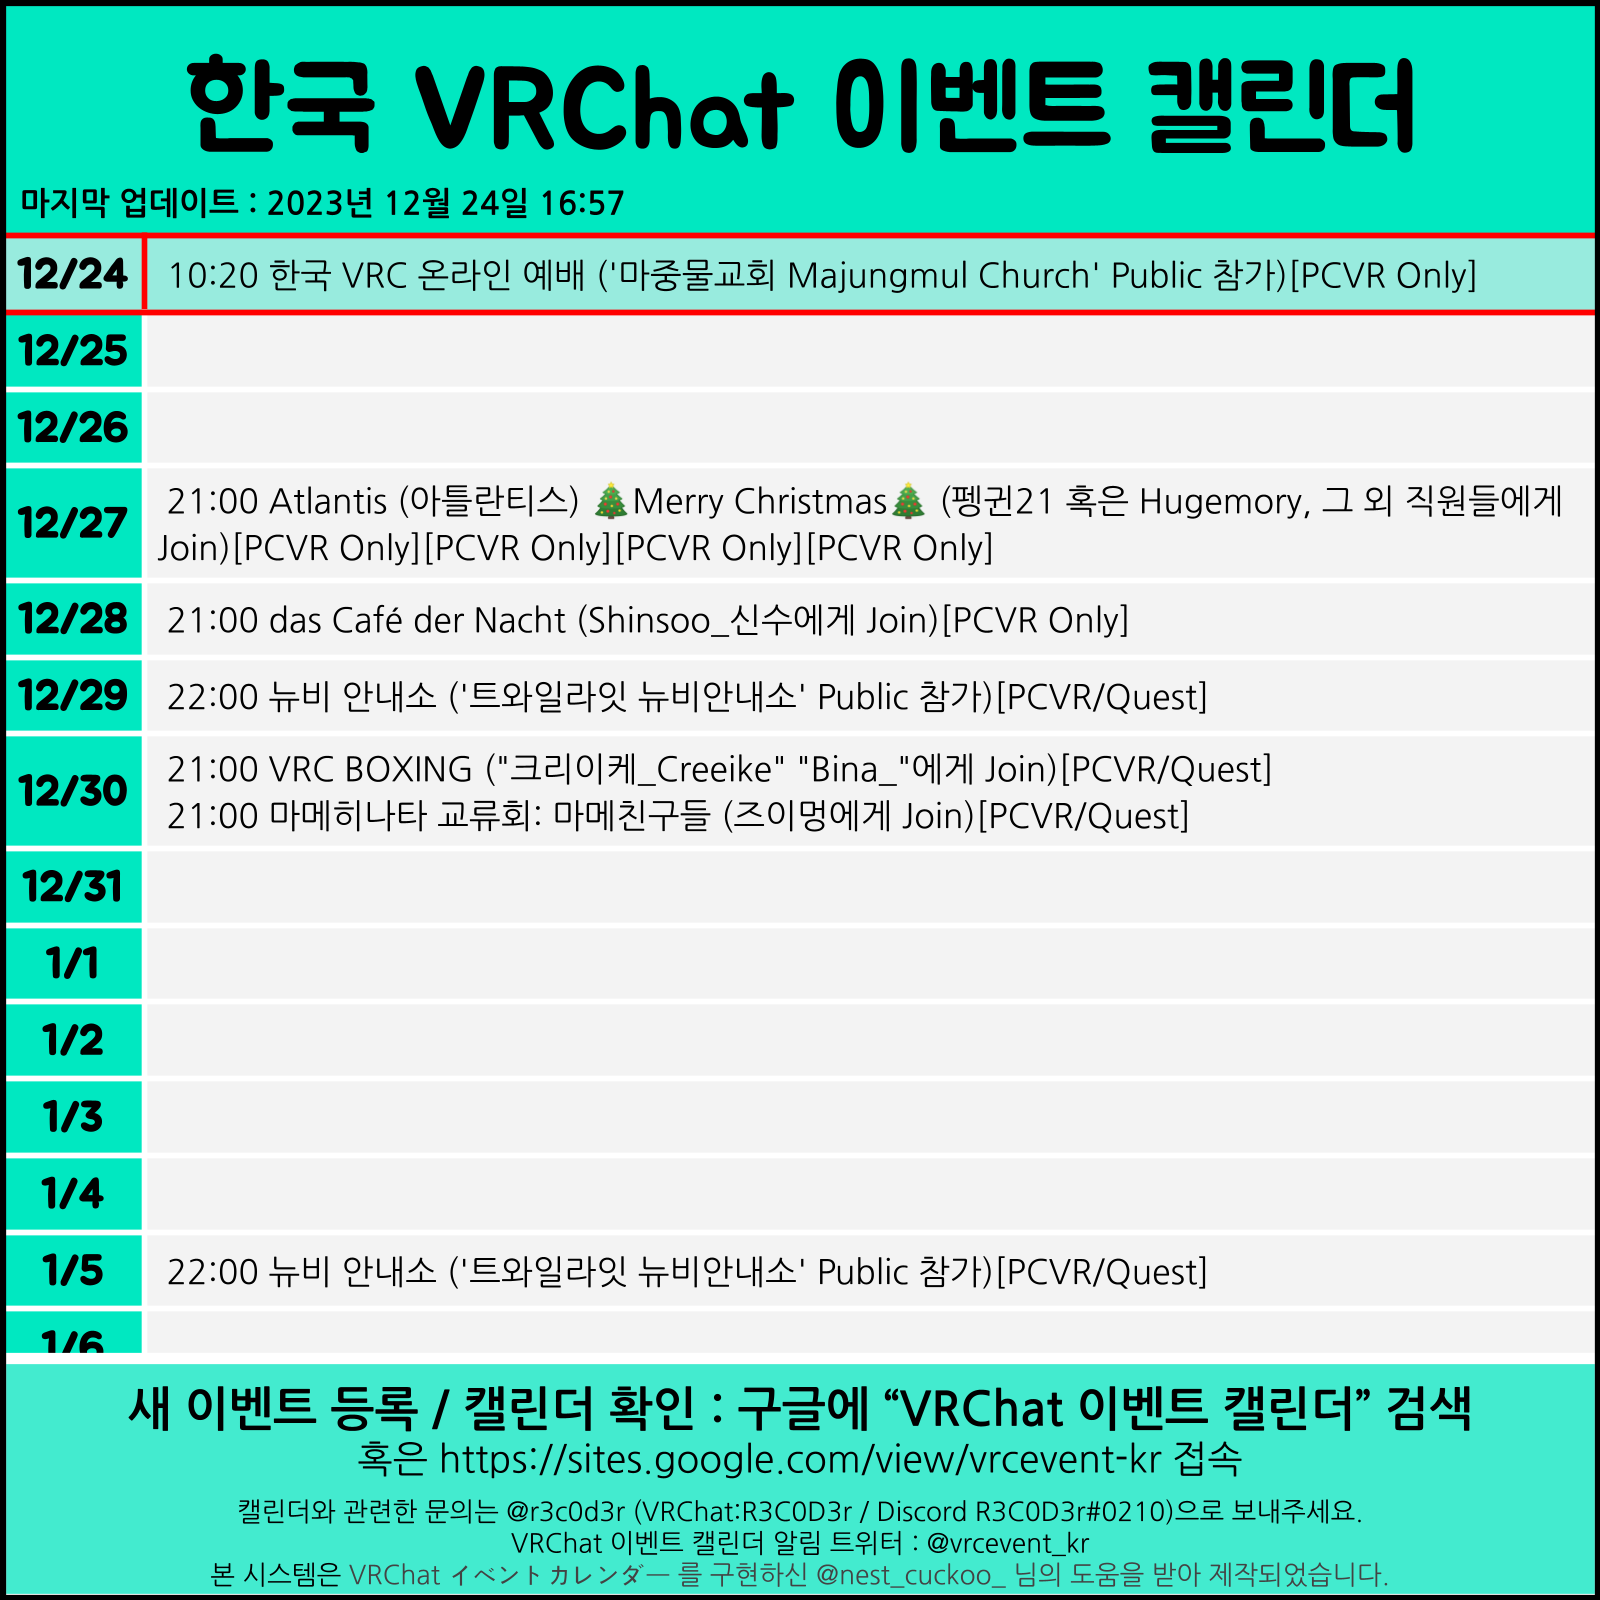 한국 VRChat 이벤트 캘린더
마지막 업데이트 : 2023년 12월 24일 16:57
12/24 10:20 한국 VRC 온라인 예배 ('마중물교회 Majungmul Church' Public 참가)[PCVR Only]
12/25
12/26
12/27 21:00 Atlantis (아틀란티스) 🎄Merry Christmas🎄 (펭귄21 혹은 Hugemory, 그 외 직원들에게
Join)[PCVR Only][PCVR Only][PCVR Only][PCVR Only]
12/28 21:00 das Café der Nacht (Shinsoo_신수에게 Join)[PCVR Only]
12/29 22:00 뉴비 안내소 ('트와일라잇 뉴비안내소' Public 참가)[PCVR/Quest]
12/30 21:00 VRC BOXING ("크리이케_Creeike" "Bina_"에게 Join)[PCVR/Quest]
21:00 마메히나타 교류회: 마메친구들 (즈이멍에게 Join)[PCVR/Quest]
12/31
1/1
1/2
1/3
1/4
1/5 22:00 뉴비 안내소 ('트와일라잇 뉴비안내소' Public 참가)[PCVR/Quest]
1/6
새 이벤트 등록 / 캘린더 확인 : 구글에 “VRChat 이벤트 캘린더” 검색
혹은 https://sites.google.com/view/vrcevent-kr 접속
캘린더와 관련한 문의는 @r3c0d3r (VRChat:R3C0D3r / Discord R3C0D3r#0210)으로 보내주세요.
VRChat 이벤트 캘린더 알림 트위터 : @vrcevent_kr
본 시스템은 VRChat イベントカレンダー 를 구현하신 @nest_cuckoo_ 님의 도움을 받아 제작되었습니다.